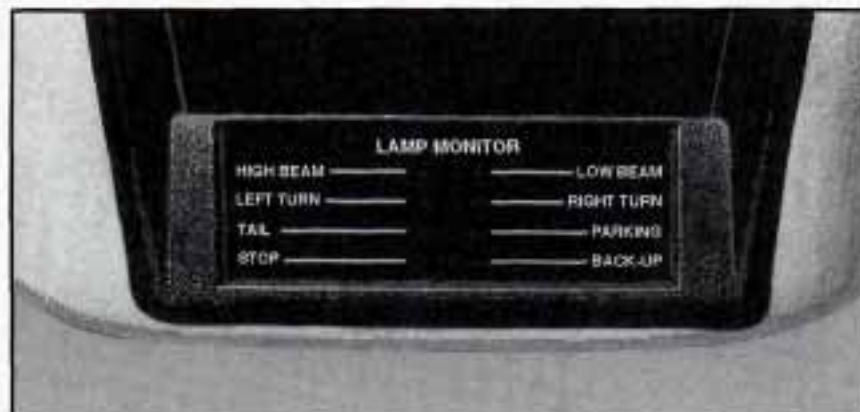 LAMP MONITOR
HIGH BEAM LOW BEAM
LEFT TURN RIGHT TURN
TAIL PARKING
STOP BACK-UP